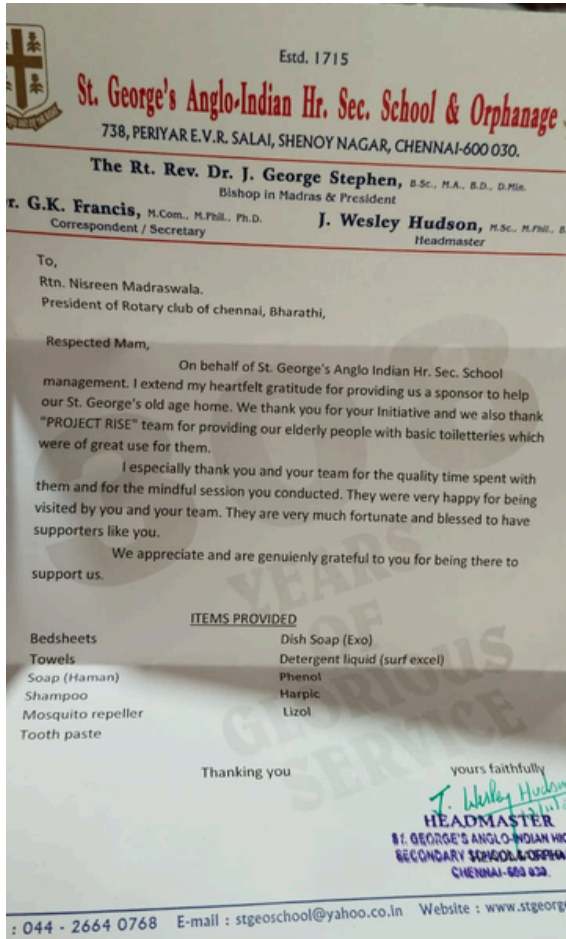 Estd. 1715
St. George's Anglo-Indian Hr. Sec. School & Orphanage
738, PERIYAR E.V.R. SALAI, SHENOY NAGAR, CHENNAI-600 030.
The Rt. Rev. Dr. J. George Stephen, B.Sc., M.A., B.D., D.Min.
Bishop in Madras & President
r. G.K. Francis, M.Com., M.Phil., Ph.D.
Correspondent / Secretary
J. Wesley Hudson, M.Sc., M.Phil., B
Headmaster
To,
Rtn. Nisreen Madraswala.
President of Rotary club of chennai, Bharathi,
Respected Mam,
On behalf of St. George's Anglo Indian Hr. Sec. School
management. I extend my heartfelt gratitude for providing us a sponsor to help
our St. George's old age home. We thank you for your Initiative and we also thank
"PROJECT RISE" team for providing our elderly people with basic toiletteries which
were of great use for them.
I especially thank you and your team for the quality time spent with
them and for the mindful session you conducted. They were very happy for being
visited by you and your team. They are very much fortunate and blessed to have
supporters like you.
We appreciate and are genuienly grateful to you for being there to
support us.
308
YEARS
OF
GLORIOUS
SERVICE
ITEMS PROVIDED
Bedsheets Dish Soap (Exo)
Towels Detergent liquid (surf excel)
Soap (Haman) Phenol
Shampoo Harpic
Mosquito repeller Lizol
Tooth paste
Thanking you yours faithfully
J. Wesley Hudson
HEADMASTER
ST. GEORGE'S ANGLO-INDIAN HIG
SECONDARY SCHOOL & ORPHA
CHENNAI-600 030.
: 044 - 2664 0768 E-mail : stgeoschool@yahoo.co.in Website : www.stgeorge